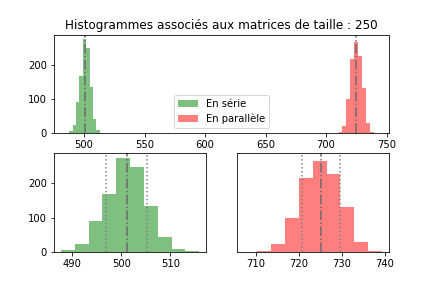 Histogrammes associés aux matrices de taille : 250
200
100
0
En série
En parallèle
500 550 600 650 700 750
200
100
0
490 500 510
710 720 730 740